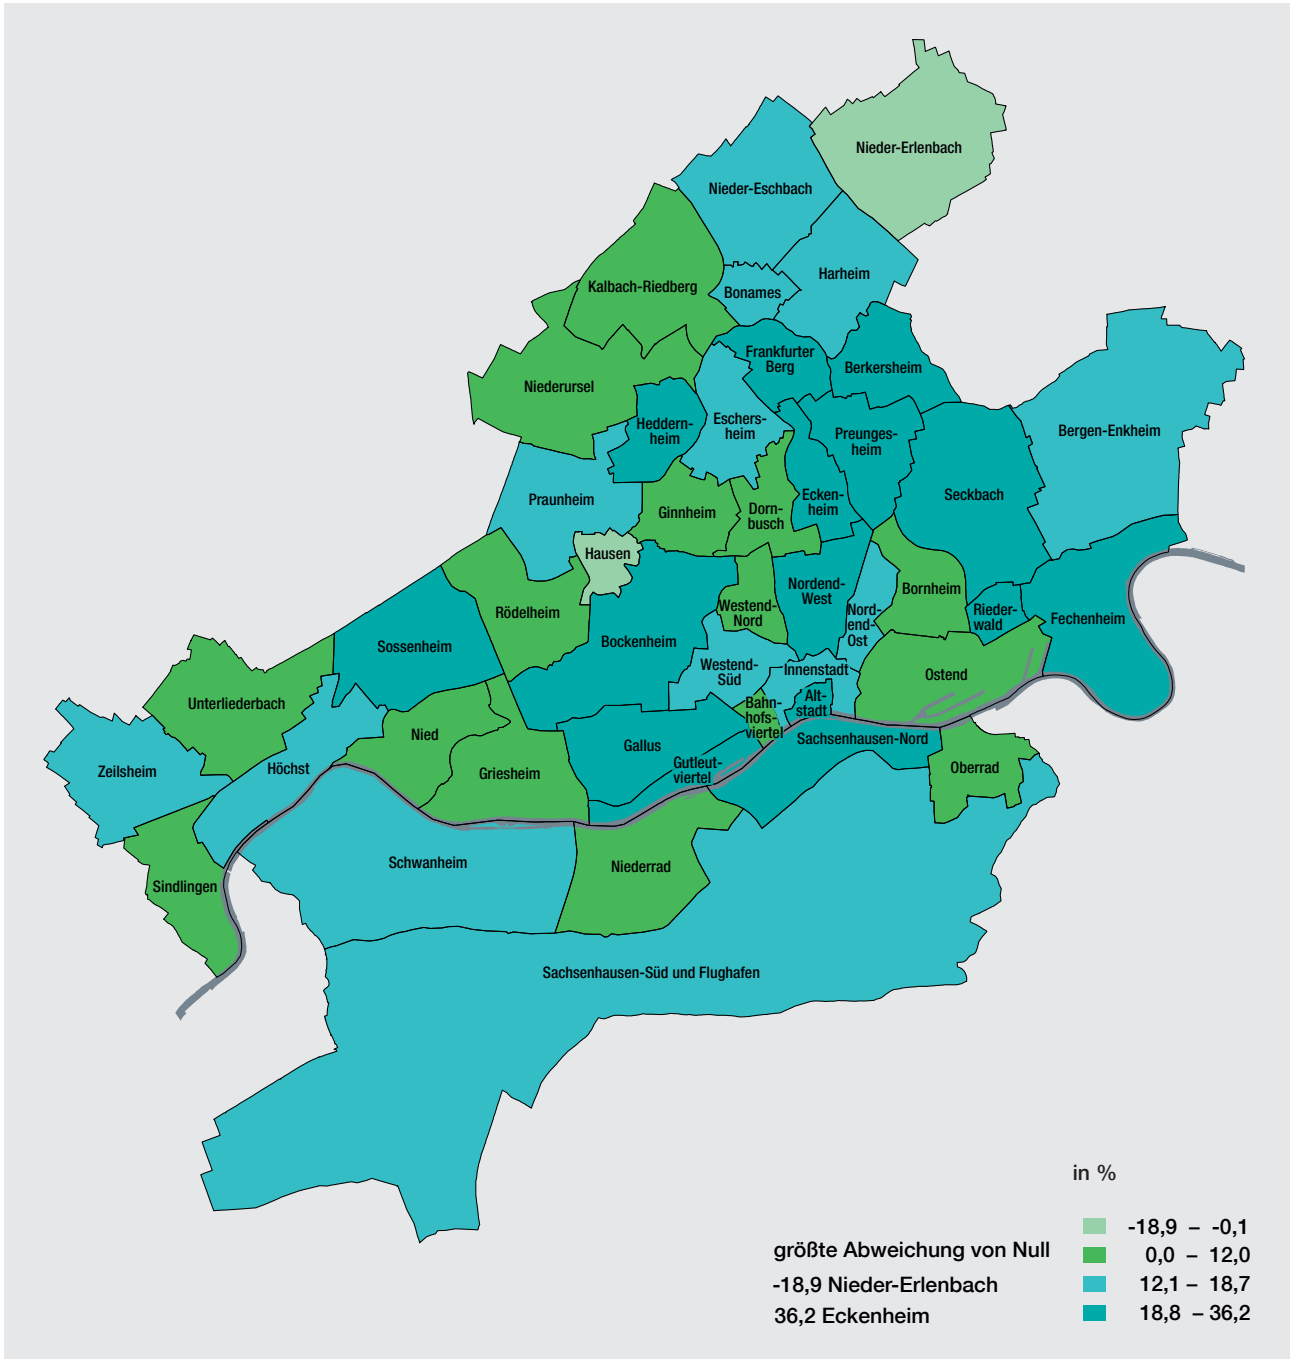 Nieder-Erlenbach
Nieder-Eschbach
Harheim
Kalbach-Riedberg
Bonames
Frankfurter
Berg
Berkersheim
Niederursel
Heddern-
heim
Eschers-
heim
Preunges-
heim
Bergen-Enkheim
Praunheim
Ginnheim
Dorn-
busch
Ecken-
heim
Seckbach
Hausen
Rödelheim
Bockenheim
Westend-
Nord
Nordend-
West
Nord-
end-
Ost
Bornheim
Rieder-
wald
Fechenheim
Sossenheim
Westend-
Süd
Innenstadt
Ostend
Unterliederbach
Alt-
stadt
Bahn-
hofs-
viertel
Nied
Gallus
Sachsenhausen-Nord
Zeilsheim
Höchst
Griesheim
Gutleut-
viertel
Oberrad
Schwanheim
Niederrad
Sindlingen
Sachsenhausen-Süd und Flughafen
in %
-18,9 – -0,1
größte Abweichung von Null
0,0 – 12,0
-18,9 Nieder-Erlenbach
12,1 – 18,7
36,2 Eckenheim
18,8 – 36,2